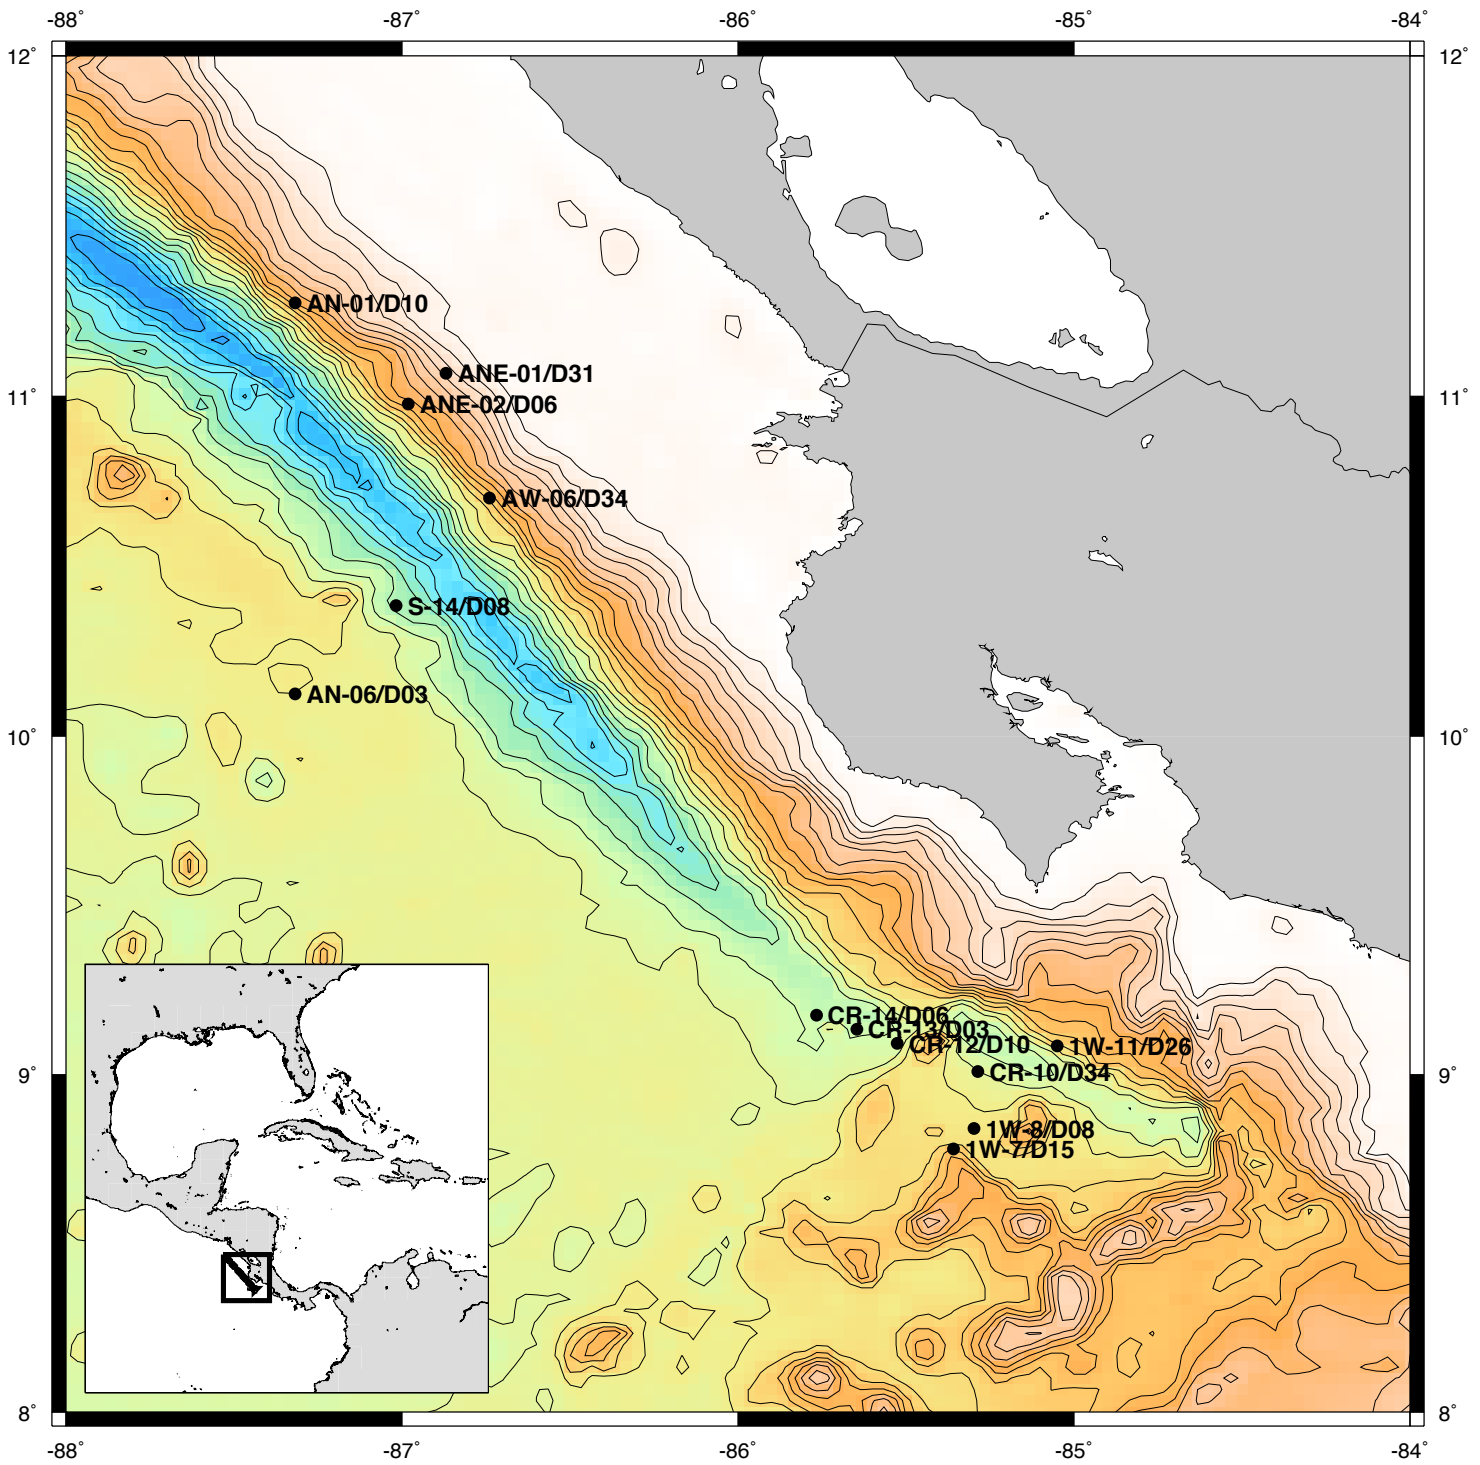 -88˚ -87˚ -86˚ -85˚ -84˚
12˚ 12˚
AN-01/D10
ANE-01/D31
11˚ 11˚
ANE-02/D06
AW-06/D34
S-14/D08
AN-06/D03
10˚ 10˚
CR-14/D06
CR-13/D03
CR-12/D10
1W-11/D26
9˚ 9˚
CR-10/D34
1W-8/D08
1W-7/D15
8˚ 8˚
-88˚ -87˚ -86˚ -85˚ -84˚